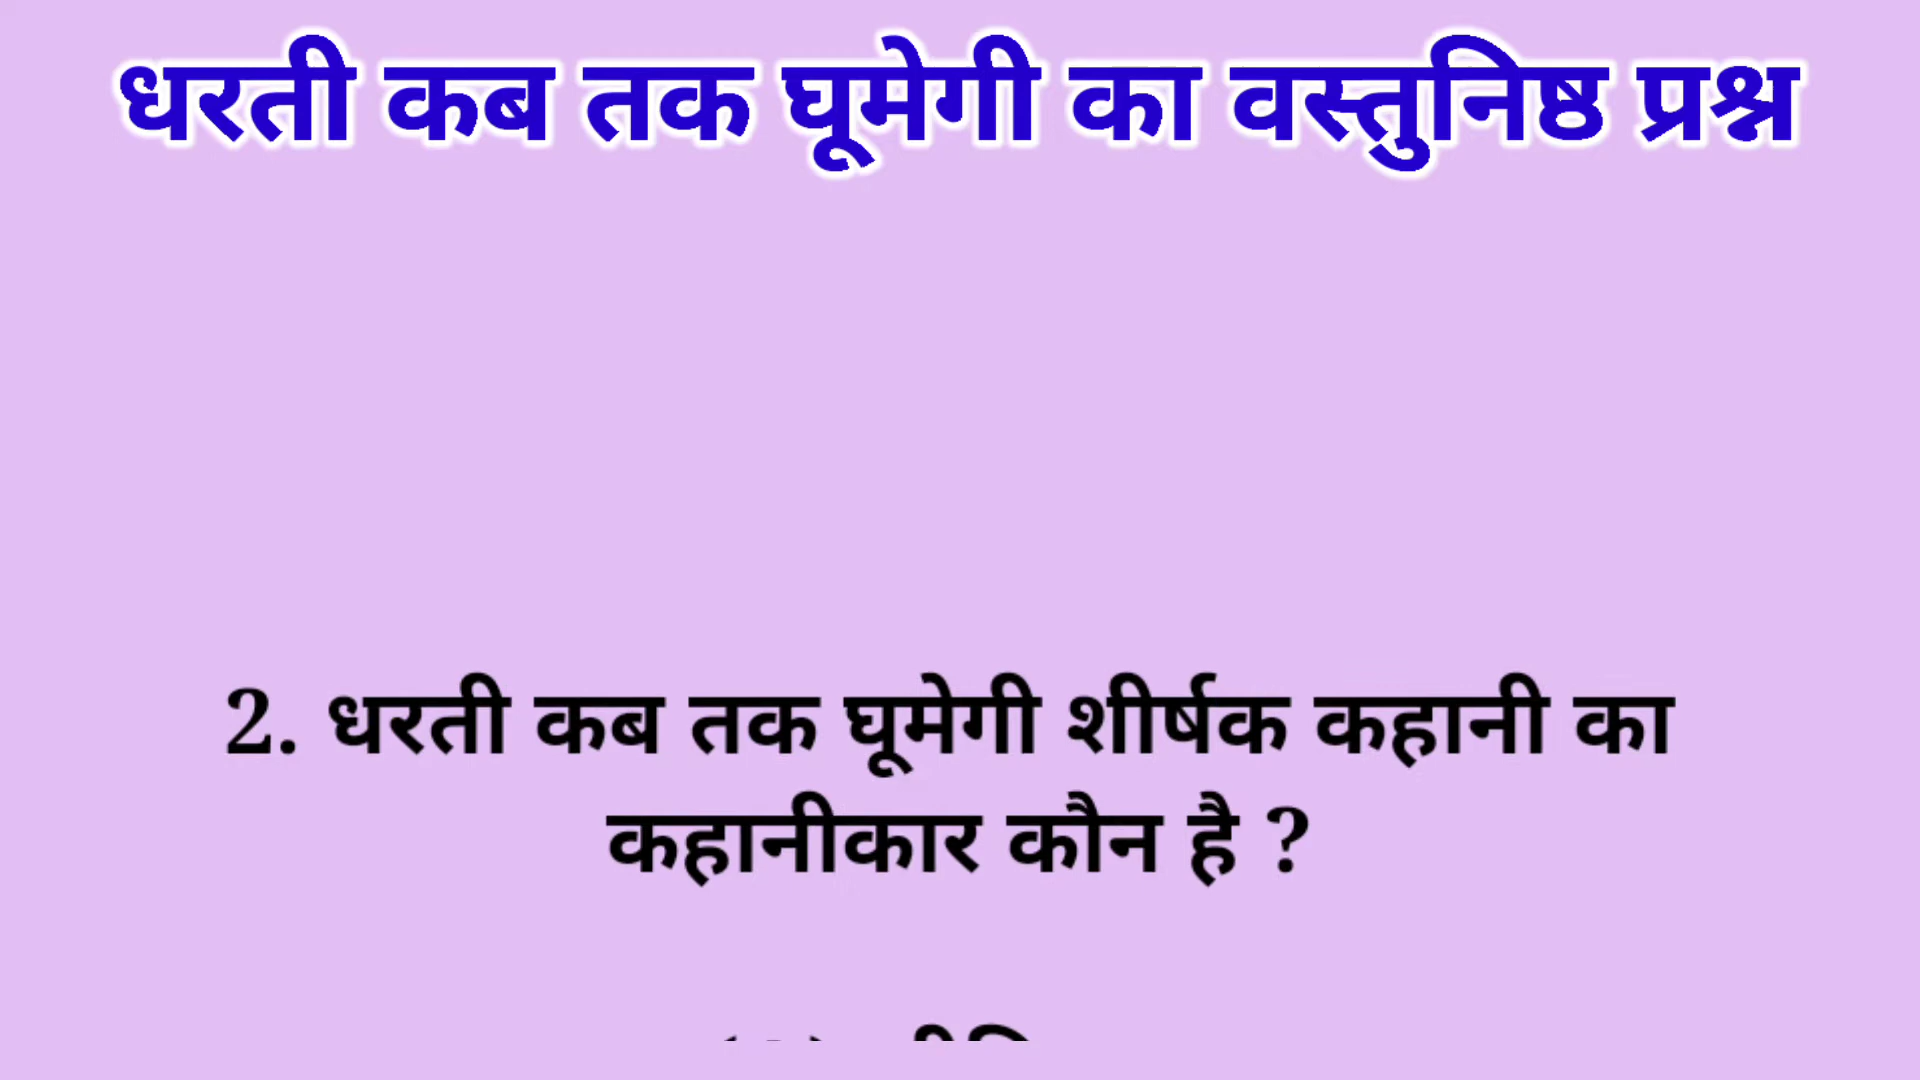 धरती कब तक घूमेगी का वस्तुनिष्ठ प्रश्न
2. धरती कब तक घूमेगी शीर्षक कहानी का
कहानीकार कौन है ?